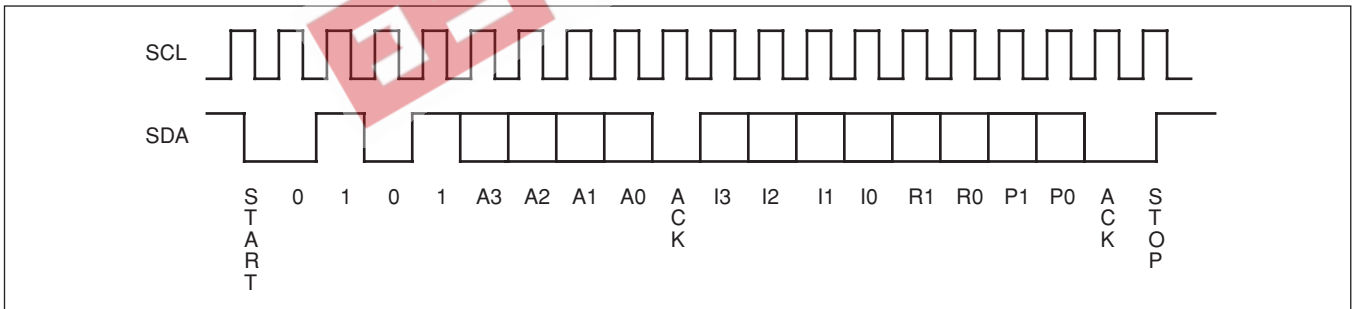 SCL
SDA
START 0 1 0 1 A3 A2 A1 A0 ACK I3 I2 I1 I0 R1 R0 P1 P0 ACK STOP